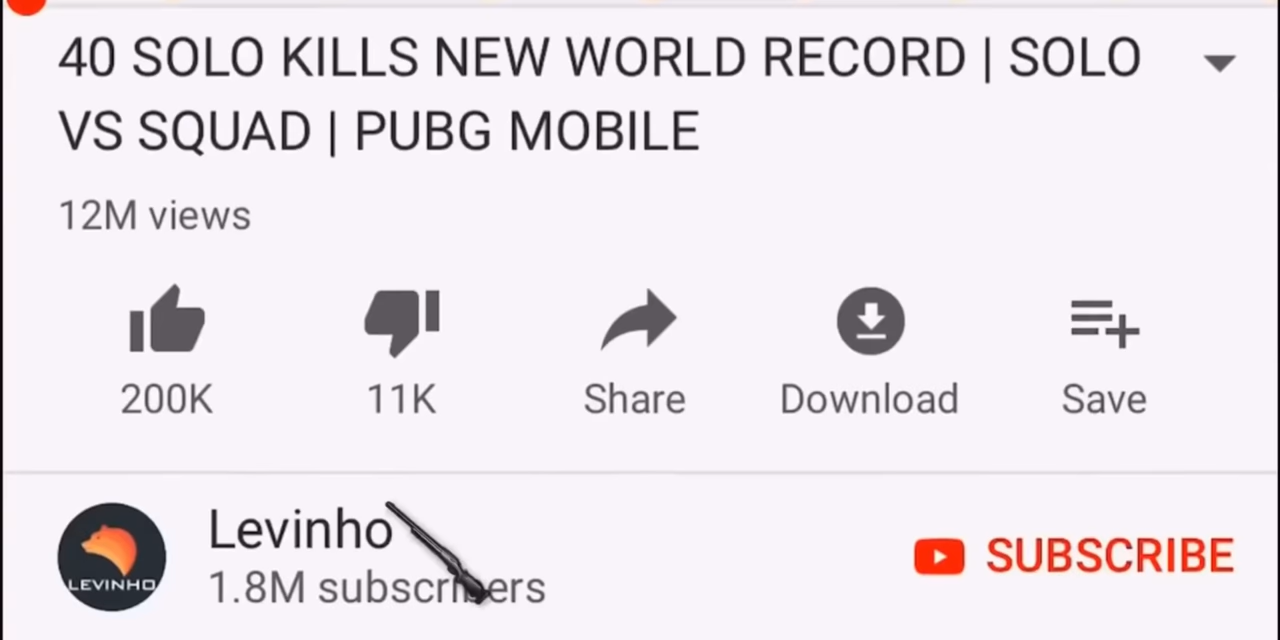 40 SOLO KILLS NEW WORLD RECORD | SOLO
VS SQUAD | PUBG MOBILE
12M views
200K
11K
Share
Download
Save
Levinho
1.8M subscribers
LEVINHO
SUBSCRIBE